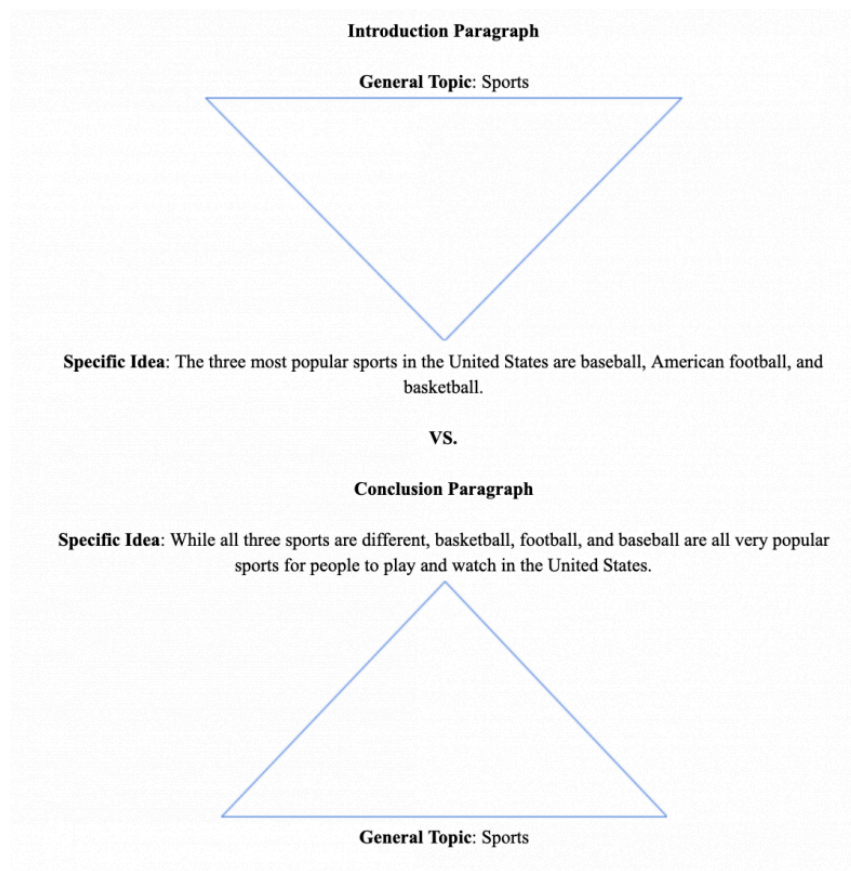 Introduction Paragraph
General Topic: Sports
Specific Idea: The three most popular sports in the United States are baseball, American football, and
basketball.
VS.
Conclusion Paragraph
Specific Idea: While all three sports are different, basketball, football, and baseball are all very popular
sports for people to play and watch in the United States.
General Topic: Sports